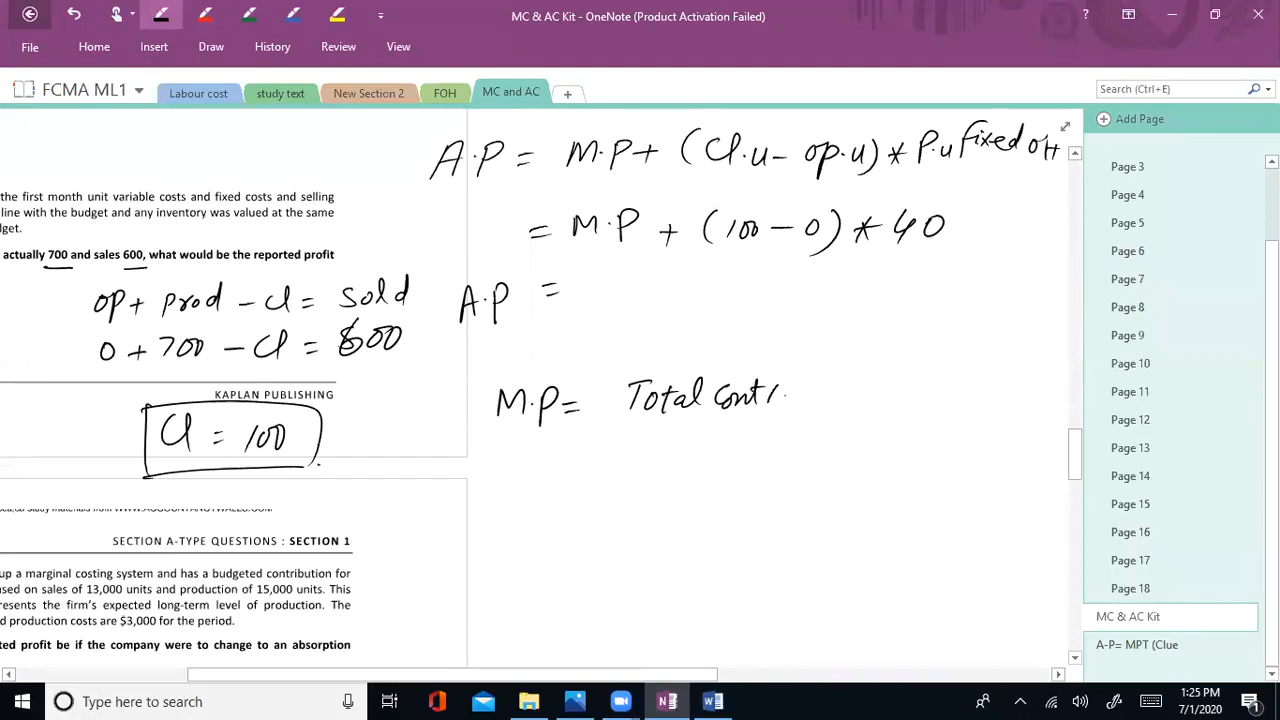 MC & AC Kit - OneNote (Product Activation Failed)
File Home Insert Draw History Review View
FCMA ML1 Labour cost study text New Section 2 FOH MC and AC
Search (Ctrl+E)
Add Page
Page 3
Page 4
Page 5
Page 6
Page 7
Page 8
Page 9
Page 10
Page 11
Page 12
Page 13
Page 14
Page 15
Page 16
Page 17
Page 18
MC & AC Kit
A-P= MPT (Clue
A.P = M.P + (Cl.u - op.u) * P.u fixed oH
the first month unit variable costs and fixed costs and selling
line with the budget and any inventory was valued at the same
dget.
= M.P + (100 - 0) * 40
actually 700 and sales 600, what would be the reported profit
op + prod - Cl = Sold
A.P =
0 + 700 - Cl = 600
KAPLAN PUBLISHING
M.P = Total contr
Cl = 100
SECTION A-TYPE QUESTIONS : SECTION 1
up a marginal costing system and has a budgeted contribution for
sed on sales of 13,000 units and production of 15,000 units. This
resents the firm's expected long-term level of production. The
d production costs are $3,000 for the period.
ted profit be if the company were to change to an absorption
Type here to search
1:25 PM
7/1/2020